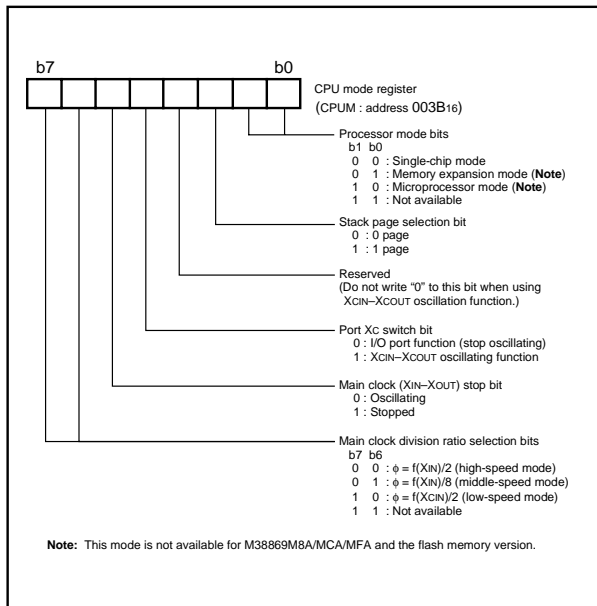 b7 b0
CPU mode register
(CPUM : address 003B16)
Processor mode bits
b1 b0
0 0 : Single-chip mode
0 1 : Memory expansion mode (Note)
1 0 : Microprocessor mode (Note)
1 1 : Not available
Stack page selection bit
0 : 0 page
1 : 1 page
Reserved
(Do not write “0” to this bit when using
XCIN–XCOUT oscillation function.)
Port XC switch bit
0 : I/O port function (stop oscillating)
1 : XCIN–XCOUT oscillating function
Main clock (XIN–XOUT) stop bit
0 : Oscillating
1 : Stopped
Main clock division ratio selection bits
b7 b6
0 0 : ϕ = f(XIN)/2 (high-speed mode)
0 1 : ϕ = f(XIN)/8 (middle-speed mode)
1 0 : ϕ = f(XCIN)/2 (low-speed mode)
1 1 : Not available
Note: This mode is not available for M38869M8A/MCA/MFA and the flash memory version.